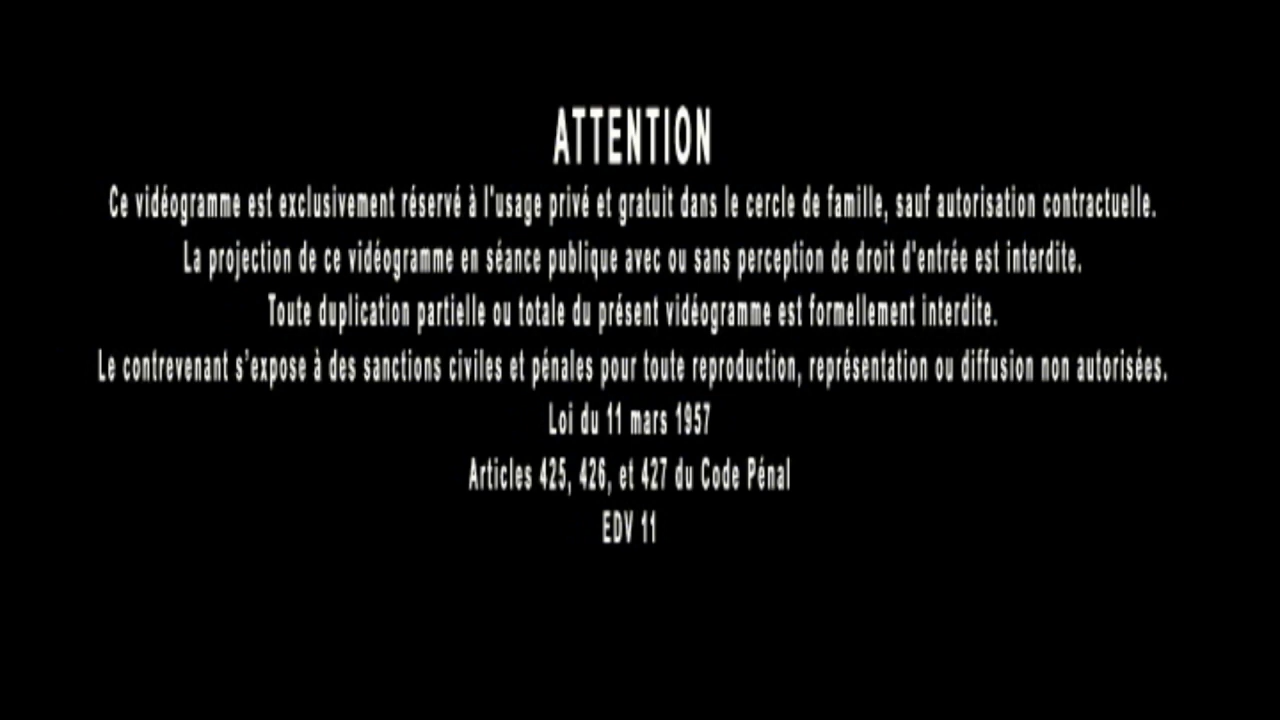 ATTENTION
Ce vidéogramme est exclusivement réservé à l'usage privé et gratuit dans le cercle de famille, sauf autorisation contractuelle.
La projection de ce vidéogramme en séance publique avec ou sans perception de droit d'entrée est interdite.
Toute duplication partielle ou totale du présent vidéogramme est formellement interdite.
Le contrevenant s'expose à des sanctions civiles et pénales pour toute reproduction, représentation ou diffusion non autorisées.
Loi du 11 mars 1957
Articles 425, 426, et 427 du Code Pénal
EDV 11